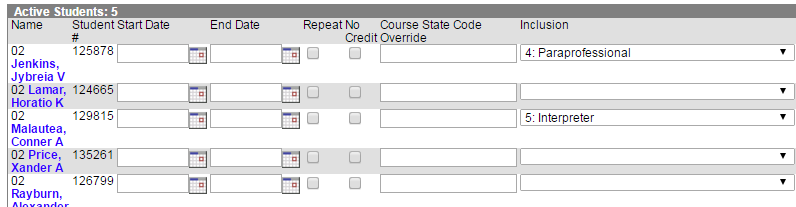 Active Students: 5
Name Student # Start Date End Date Repeat No Credit Course State Code Override Inclusion
02 Jenkins, Jybreia V 125878 4: Paraprofessional
02 Lamar, Horatio K 124665
02 Malautea, Conner A 129815 5: Interpreter
02 Price, Xander A 135261
02 Rayburn, Alexander 126799